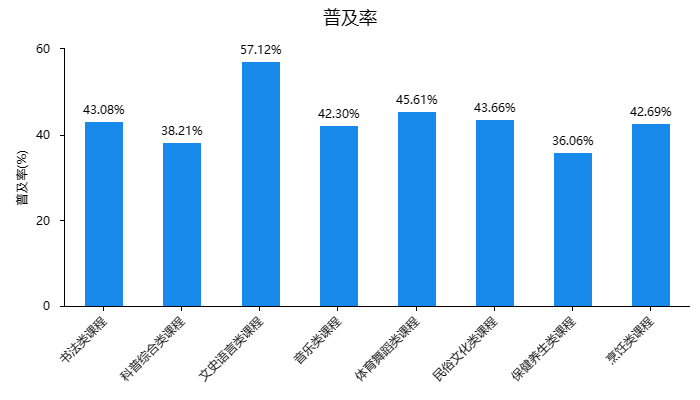 普及率
60
40
20
0
普及率(%)
43.08%
38.21%
57.12%
42.30%
45.61%
43.66%
36.06%
42.69%
书法类课程
科普综合类课程
文史语言类课程
音乐类课程
体育舞蹈类课程
民俗文化类课程
保健养生类课程
烹饪类课程